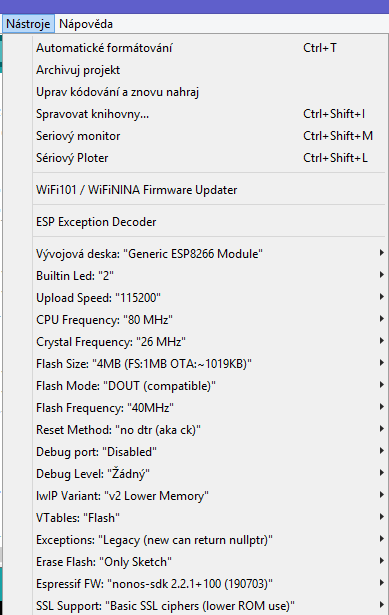 Nástroje Nápověda
Automatické formátování Ctrl+T
Archivuj projekt
Uprav kódování a znovu nahraj
Spravovat knihovny... Ctrl+Shift+I
Seriový monitor Ctrl+Shift+M
Sériový Ploter Ctrl+Shift+L
WiFi101 / WiFiNINA Firmware Updater
ESP Exception Decoder
Vývojová deska: "Generic ESP8266 Module"
Builtin Led: "2"
Upload Speed: "115200"
CPU Frequency: "80 MHz"
Crystal Frequency: "26 MHz"
Flash Size: "4MB (FS:1MB OTA:~1019KB)"
Flash Mode: "DOUT (compatible)"
Flash Frequency: "40MHz"
Reset Method: "no dtr (aka ck)"
Debug port: "Disabled"
Debug Level: "Žádný"
lwIP Variant: "v2 Lower Memory"
VTables: "Flash"
Exceptions: "Legacy (new can return nullptr)"
Erase Flash: "Only Sketch"
Espressif FW: "nonos-sdk 2.2.1+100 (190703)"
SSL Support: "Basic SSL ciphers (lower ROM use)"